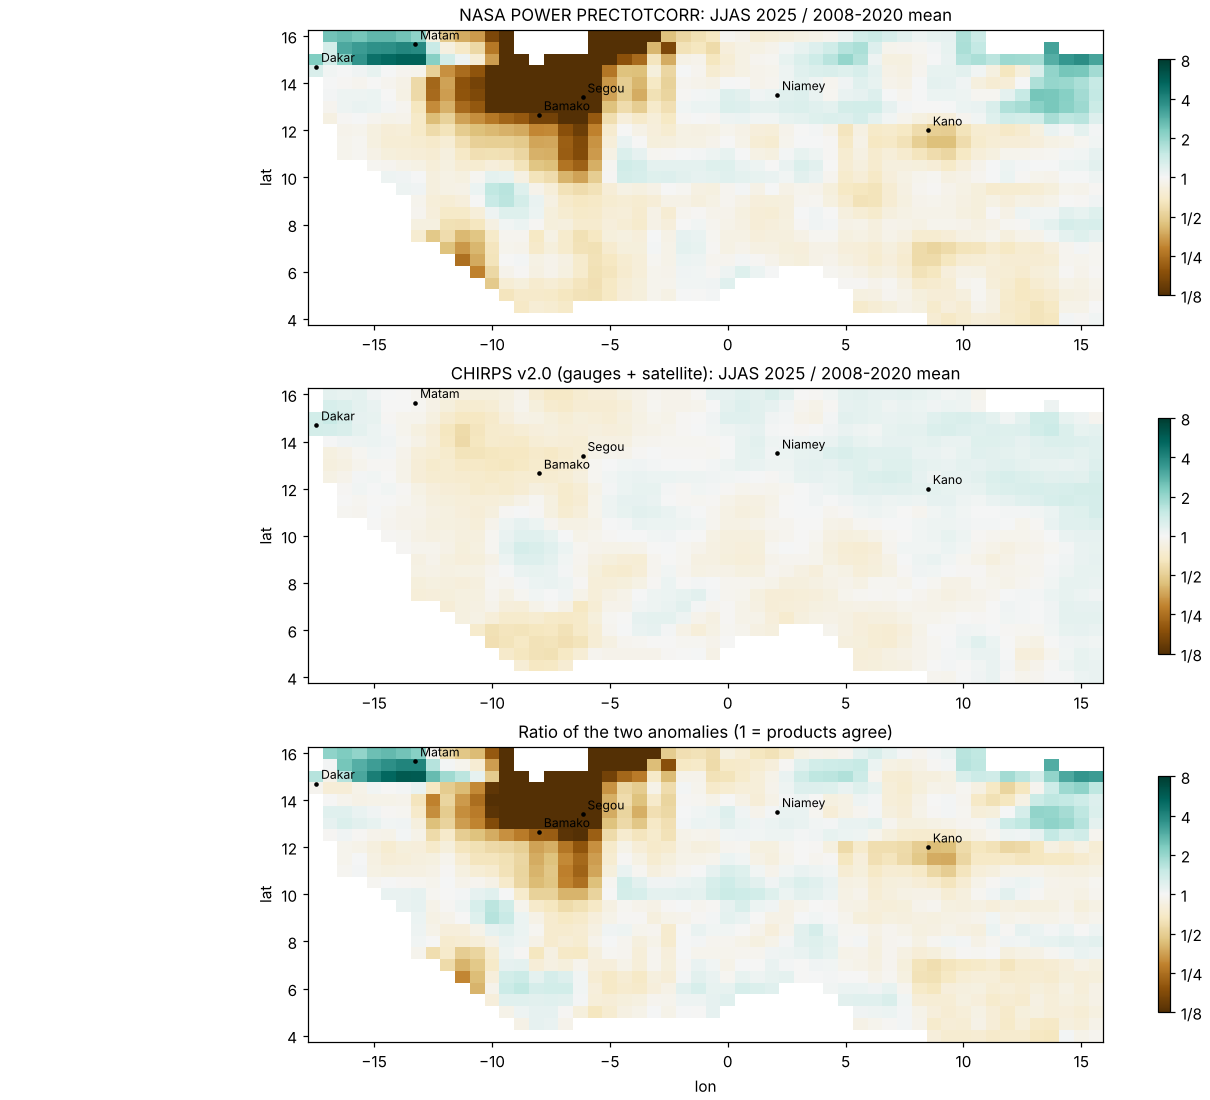 NASA POWER PRECTOTCORR: JJAS 2025 / 2008-2020 mean
16
14
12
10
8
6
4
lat
Matam
Dakar
Segou
Bamako
Niamey
Kano
−15
−10
−5
0
5
10
15
8
4
2
1
1/2
1/4
1/8
CHIRPS v2.0 (gauges + satellite): JJAS 2025 / 2008-2020 mean
16
14
12
10
8
6
4
lat
Matam
Dakar
Segou
Bamako
Niamey
Kano
−15
−10
−5
0
5
10
15
8
4
2
1
1/2
1/4
1/8
Ratio of the two anomalies (1 = products agree)
16
14
12
10
8
6
4
lat
Matam
Dakar
Segou
Bamako
Niamey
Kano
−15
−10
−5
0
5
10
15
lon
8
4
2
1
1/2
1/4
1/8